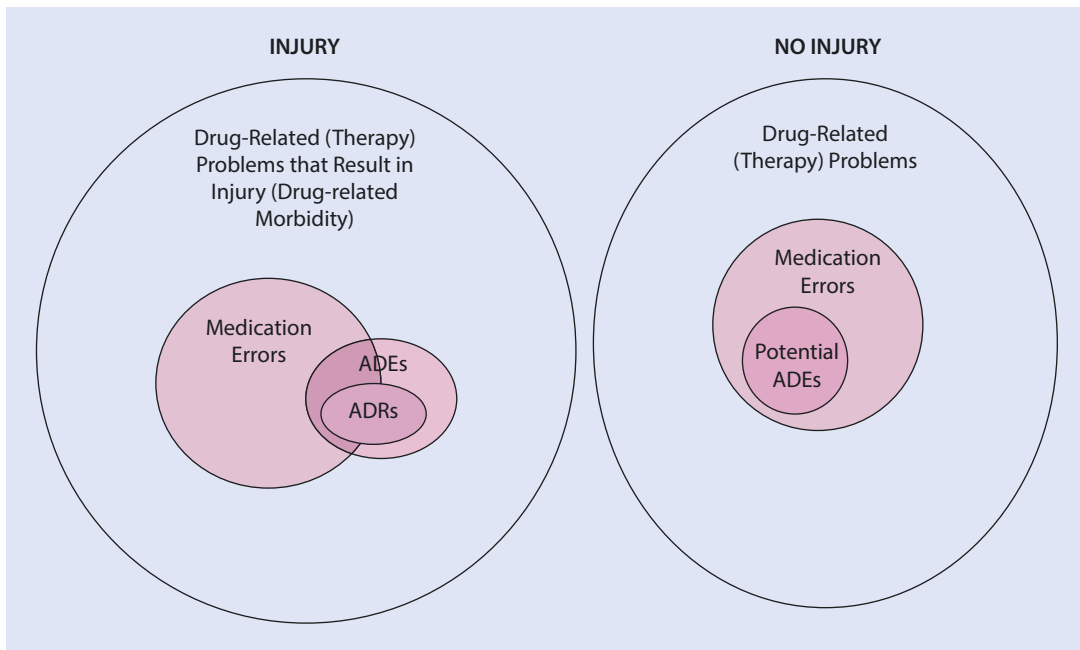 INJURY
Drug-Related (Therapy)
Problems that Result in
Injury (Drug-related
Morbidity)
Medication
Errors
ADEs
ADRs
NO INJURY
Drug-Related
(Therapy) Problems
Medication
Errors
Potential
ADEs